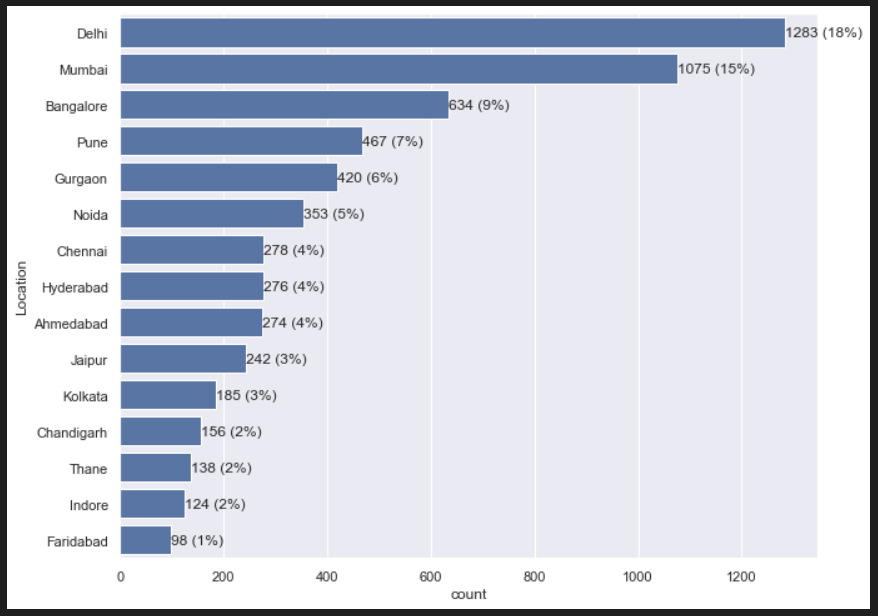 Delhi 1283 (18%)
Mumbai 1075 (15%)
Bangalore 634 (9%)
Pune 467 (7%)
Gurgaon 420 (6%)
Noida 353 (5%)
Chennai 278 (4%)
Hyderabad 276 (4%)
Ahmedabad 274 (4%)
Jaipur 242 (3%)
Kolkata 185 (3%)
Chandigarh 156 (2%)
Thane 138 (2%)
Indore 124 (2%)
Faridabad 98 (1%)
Location
0 200 400 600 800 1000 1200
count